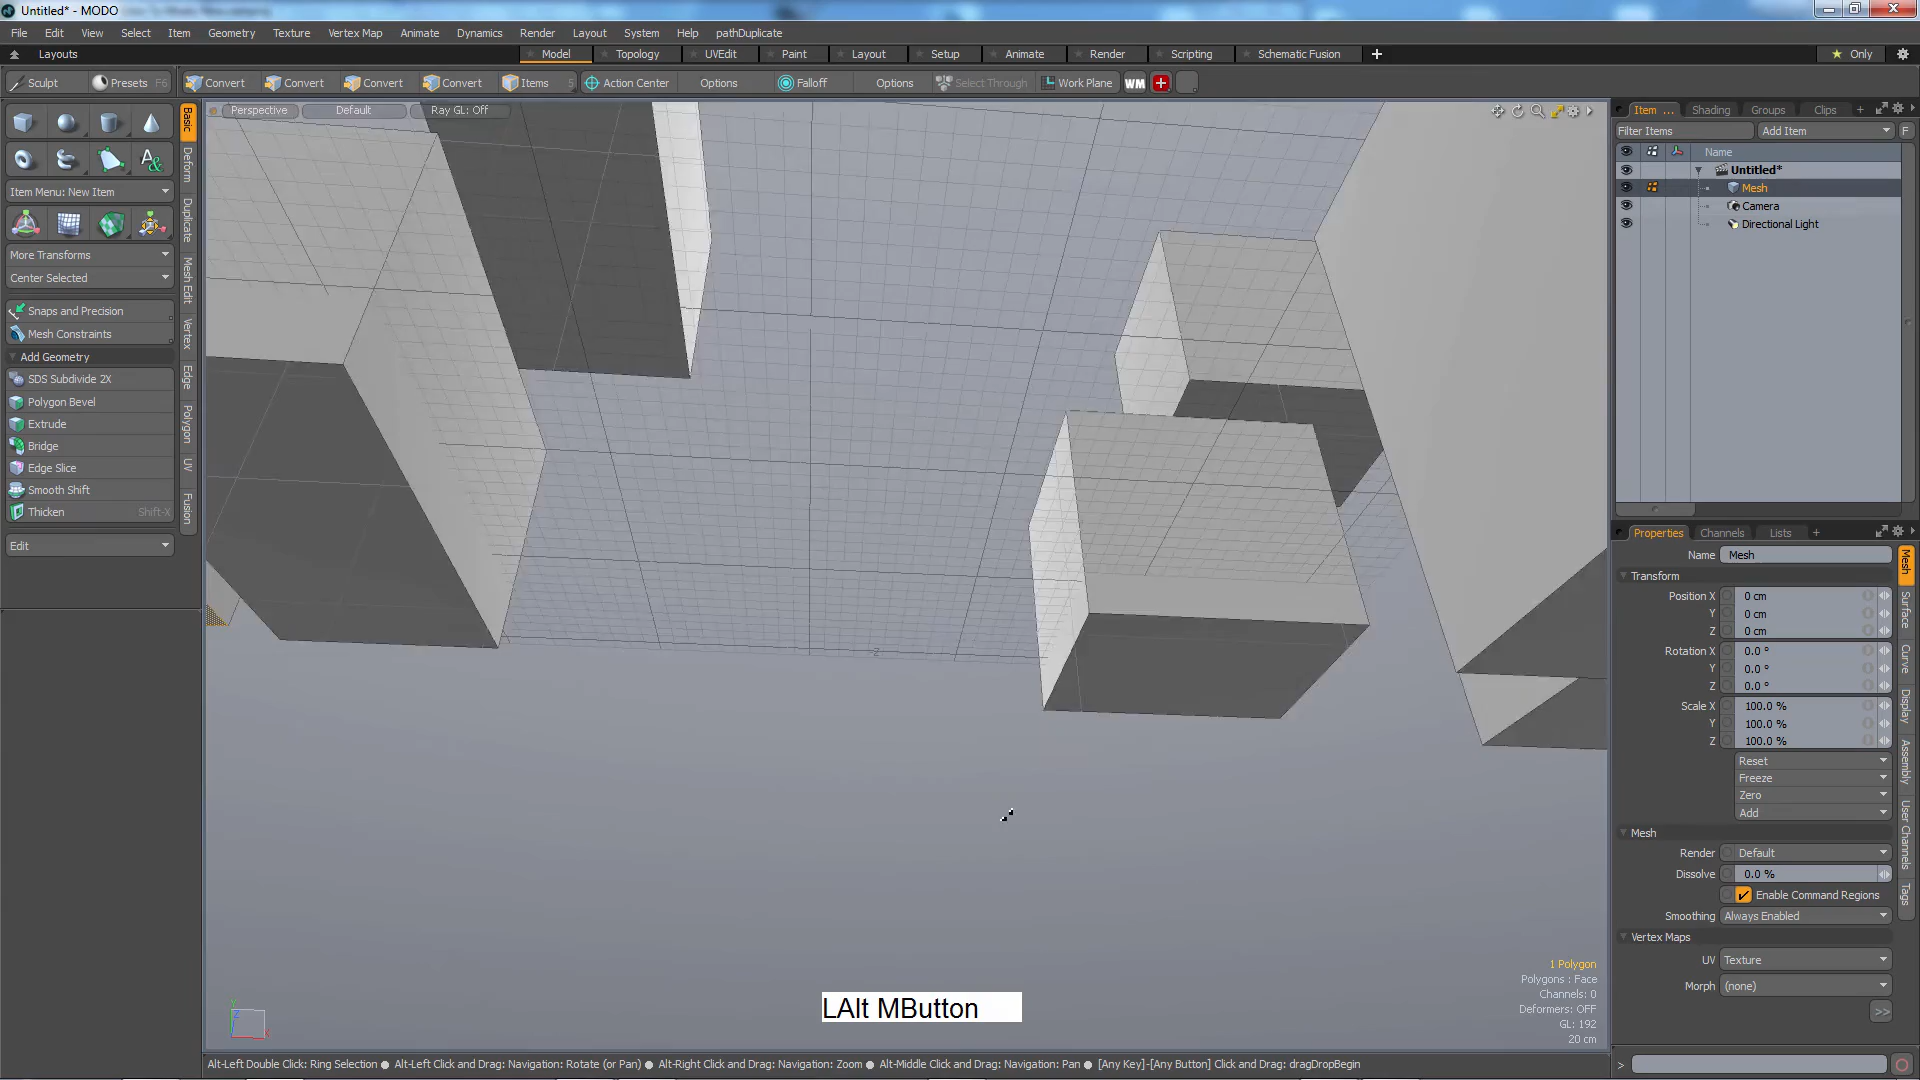 Untitled* - MODO
File Edit View Select Item Geometry Texture Vertex Map Animate Dynamics Render Layout System Help pathDuplicate
Layouts Model Topology UVEdit Paint Layout Setup Animate Render Scripting Schematic Fusion Only
Sculpt Presets F6 Convert Convert Convert Convert Items 5 Action Center Options Falloff Options Select Through Work Plane WM
Perspective Default Ray GL: Off
Item Menu: New Item
More Transforms
Center Selected
Snaps and Precision
Mesh Constraints
Add Geometry
SDS Subdivide 2X
Polygon Bevel
Extrude
Bridge
Edge Slice
Smooth Shift
Thicken Shift-X
Edit
Basic
Deform
Duplicate
Mesh Edit
Vertex
Edge
Polygon
UV
Fusion
Z
Y
Z
X
LAlt MButton
1 Polygon
Polygons : Face
Channels: 0
Deformers: OFF
GL: 192
20 cm
Item ... Shading Groups Clips
Filter Items Add Item F
Name
Untitled*
Mesh
Camera
Directional Light
Properties Channels Lists
Name Mesh
Transform
Position X 0 cm
Y 0 cm
Z 0 cm
Rotation X 0.0 °
Y 0.0 °
Z 0.0 °
Scale X 100.0 %
Y 100.0 %
Z 100.0 %
Reset
Freeze
Zero
Add
Mesh
Render Default
Dissolve 0.0 %
Enable Command Regions
Smoothing Always Enabled
Vertex Maps
UV Texture
Morph (none)
>>
Mesh
Surface
Curve
Display
Assembly
User Channels
Tags
Alt-Left Double Click: Ring Selection ● Alt-Left Click and Drag: Navigation: Rotate (or Pan) ● Alt-Right Click and Drag: Navigation: Zoom ● Alt-Middle Click and Drag: Navigation: Pan ● [Any Key]-[Any Button] Click and Drag: dragDropBegin
>